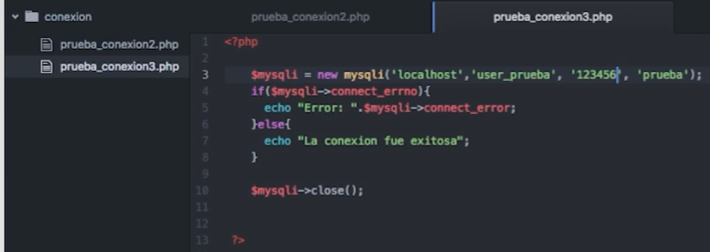 conexion
prueba_conexion2.php
prueba_conexion3.php
prueba_conexion2.php
prueba_conexion3.php
1 <?php
2
3 $mysqli = new mysqli('localhost','user_prueba', '123456', 'prueba');
4 if($mysqli->connect_errno){
5 echo "Error: ".$mysqli->connect_error;
6 }else{
7 echo "La conexion fue exitosa";
8 }
9
10 $mysqli->close();
11
12
13 ?>